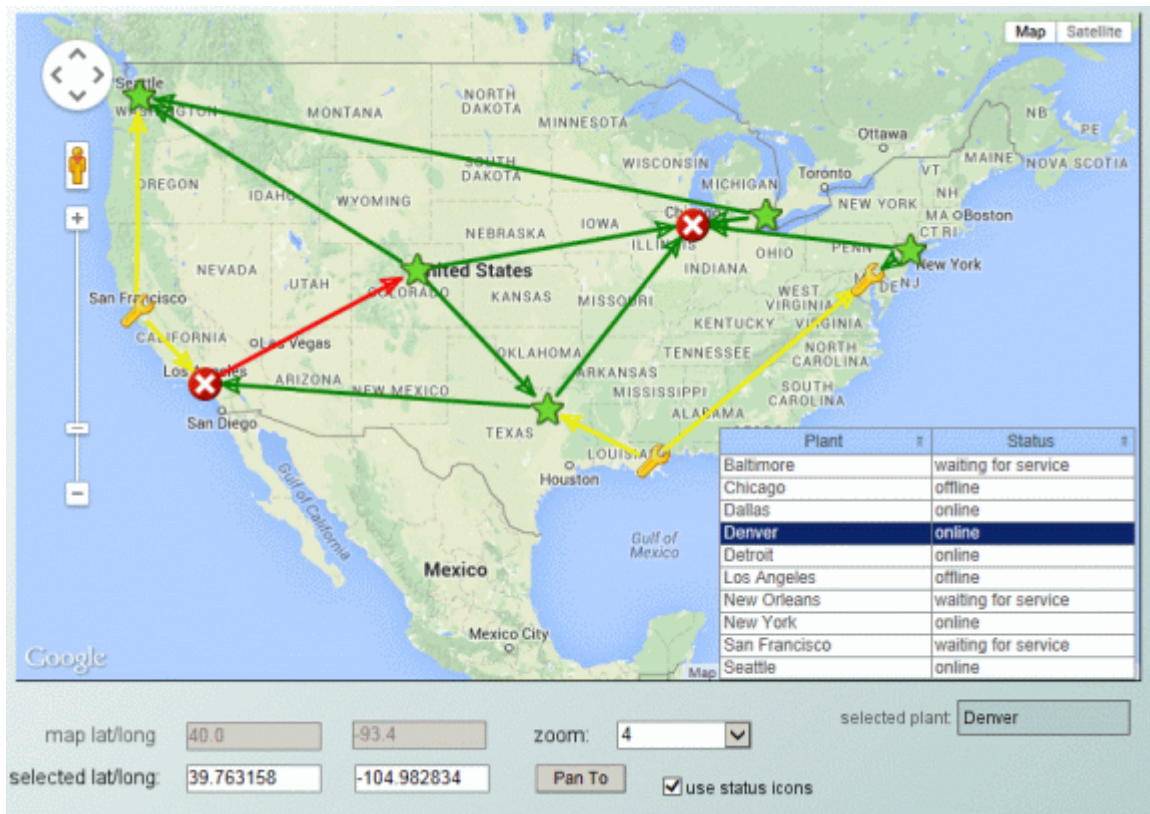 Map Satellite
Seattle
WASHINGTON
MONTANA
NORTH
DAKOTA
MINNESOTA
Ottawa
NB
PE
MAINE
NOVA SCOTIA
OREGON
IDAHO
WYOMING
SOUTH
DAKOTA
WISCONSIN
MICHIGAN
Toronto
VT
NH
NEW YORK
MA
Boston
CT RI
NEBRASKA
IOWA
Chicago
ILLINOIS
INDIANA
OHIO
PENN
New York
NEVADA
UTAH
COLORADO
United States
KANSAS
MISSOURI
WEST
VIRGINIA
DE NJ
San Francisco
CALIFORNIA
Las Vegas
KENTUCKY
VIRGINIA
Los Angeles
ARIZONA
NEW MEXICO
OKLAHOMA
ARKANSAS
TENNESSEE
NORTH
CAROLINA
MISSISSIPPI
SOUTH
CAROLINA
ALABAMA
San Diego
TEXAS
LOUISIANA
Houston
Gulf of California
Gulf of
Mexico
Mexico
Mexico City
Google
Map
Plant Status
Baltimore waiting for service
Chicago offline
Dallas online
Denver online
Detroit online
Los Angeles offline
New Orleans waiting for service
New York online
San Francisco waiting for service
Seattle online
selected plant: Denver
map lat/long 40.0 -93.4 zoom: 4
selected lat/long: 39.763158 -104.982834 Pan To use status icons